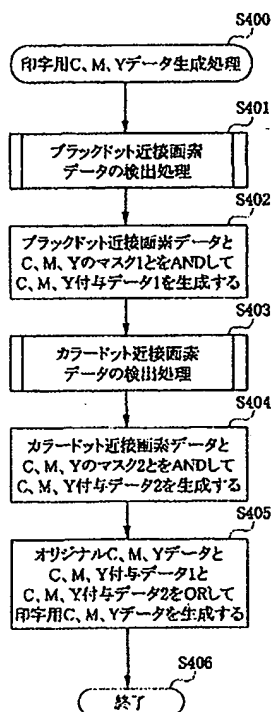 S400
印字用C、M、Yデータ生成処理
S401
ブラックドット近接画素
データの検出処理
S402
ブラックドット近接画素データと
C、M、Yのマスク1とをANDして
C、M、Y付与データ1を生成する
S403
カラードット近接画素
データの検出処理
S404
カラードット近接画素データと
C、M、Yのマスク2とをANDして
C、M、Y付与データ2を生成する
S405
オリジナルC、M、Yデータと
C、M、Y付与データ1と
C、M、Y付与データ2をORして
印字用C、M、Yデータを生成する
S406
終了